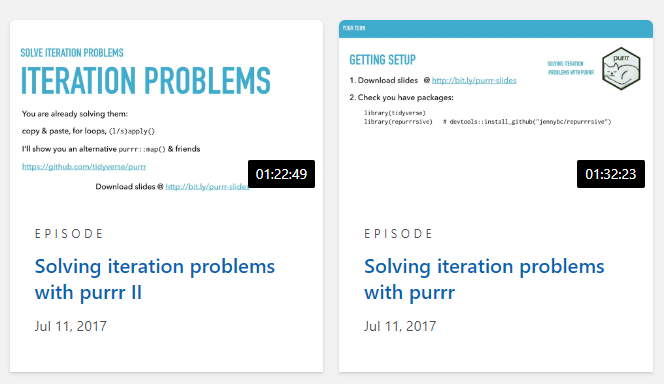 SOLVE ITERATION PROBLEMS
ITERATION PROBLEMS
You are already solving them:
copy & paste, for loops, (l/s)apply()
I'll show you an alternative purrr::map() & friends
https://github.com/tidyverse/purrr
Download slides @ http://bit.ly/purrr-slides
01:22:49
EPISODE
Solving iteration problems
with purrr II
Jul 11, 2017
YOUR TURN
GETTING SETUP
SOLVING ITERATION
PROBLEMS WITH PURRR
purrr
1. Download slides @ http://bit.ly/purrr-slides
2. Check you have packages:
library(tidyverse)
library(repurrrsive) # devtools::install_github("jennybc/repurrrsive")
01:32:23
EPISODE
Solving iteration problems
with purrr
Jul 11, 2017